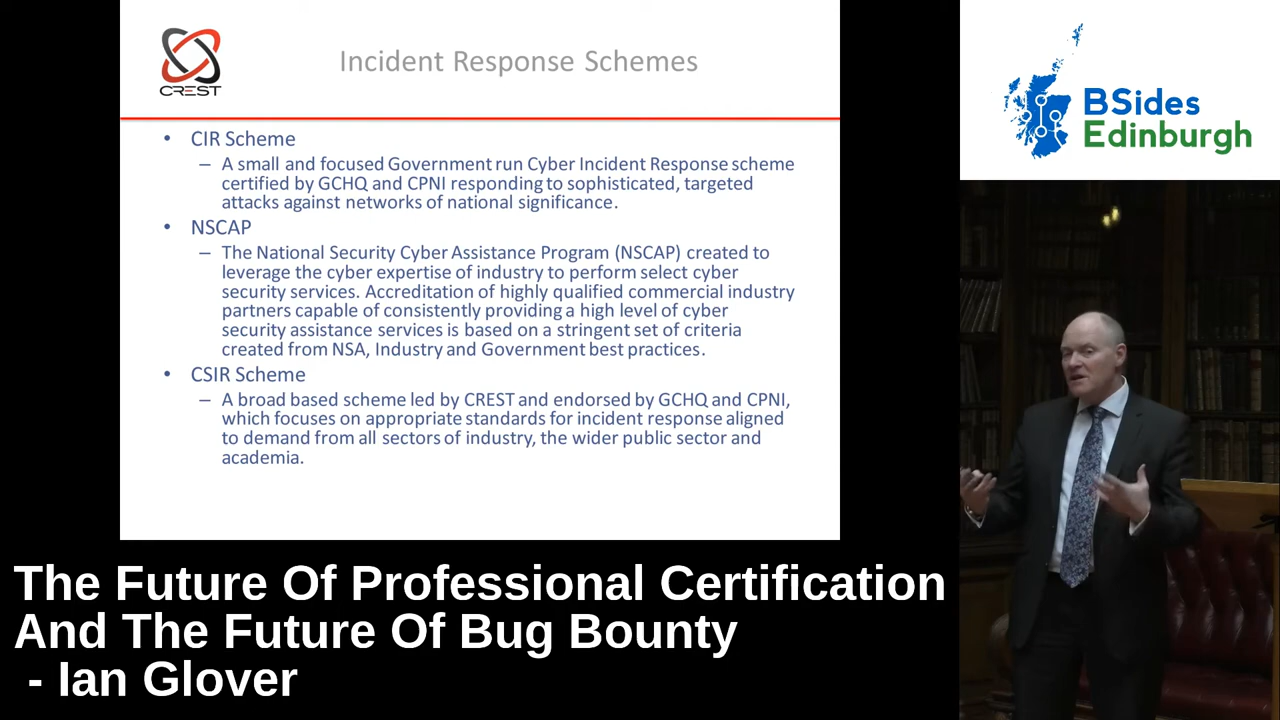 CREST
Incident Response Schemes
• CIR Scheme
– A small and focused Government run Cyber Incident Response scheme
certified by GCHQ and CPNI responding to sophisticated, targeted
attacks against networks of national significance.
• NSCAP
– The National Security Cyber Assistance Program (NSCAP) created to
leverage the cyber expertise of industry to perform select cyber
security services. Accreditation of highly qualified commercial industry
partners capable of consistently providing a high level of cyber
security assistance services is based on a stringent set of criteria
created from NSA, Industry and Government best practices.
• CSIR Scheme
– A broad based scheme led by CREST and endorsed by GCHQ and CPNI,
which focuses on appropriate standards for incident response aligned
to demand from all sectors of industry, the wider public sector and
academia.
BSides
Edinburgh
The Future Of Professional Certification
And The Future Of Bug Bounty
- Ian Glover